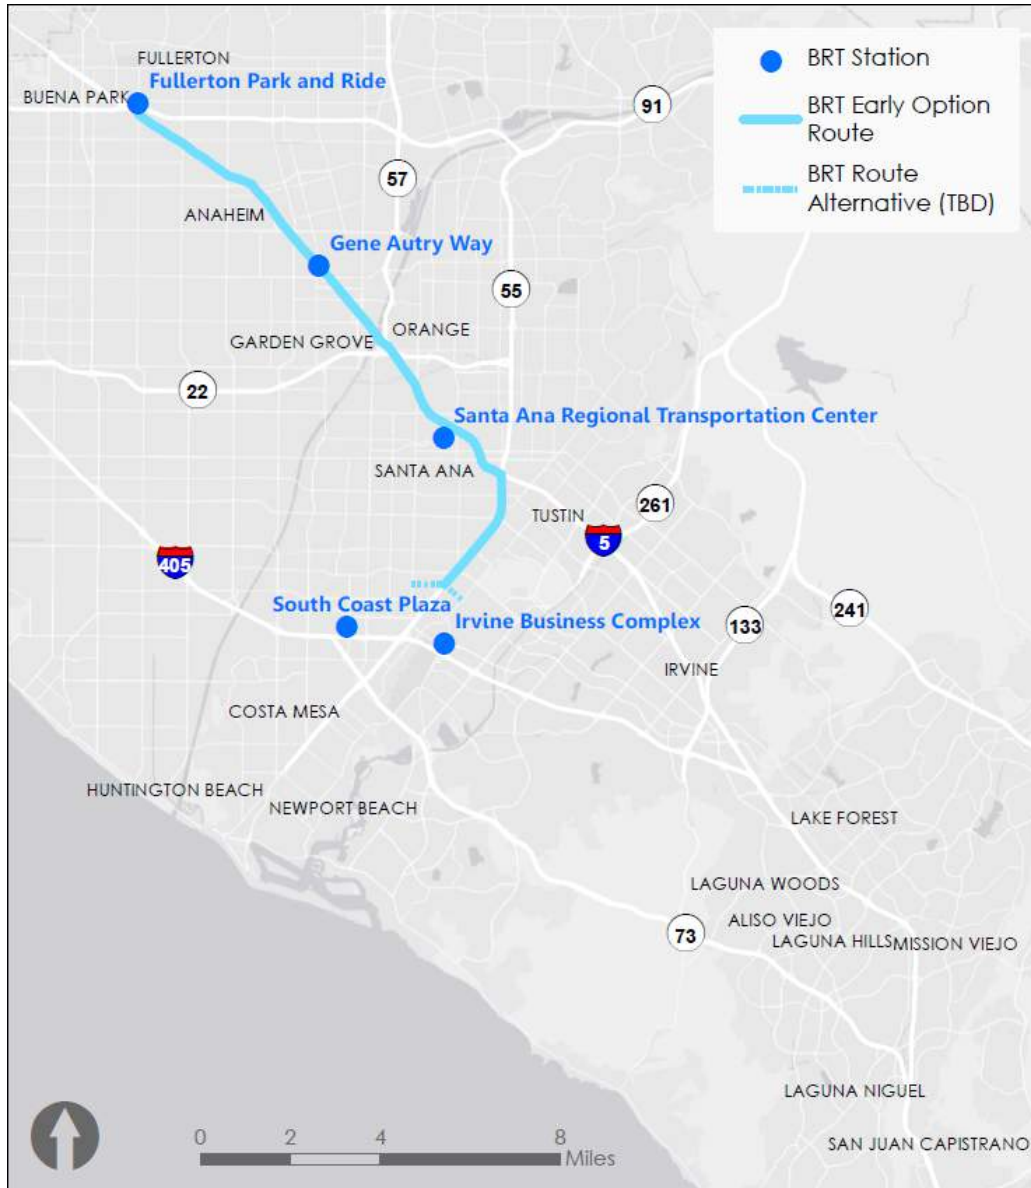 FULLERTON
Fullerton Park and Ride
BUENA PARK
BRT Station
BRT Early Option
Route
BRT Route
Alternative (TBD)
91
57
ANAHEIM
Gene Autry Way
55
ORANGE
GARDEN GROVE
22
Santa Ana Regional Transportation Center
SANTA ANA
261
TUSTIN
5
405
South Coast Plaza
Irvine Business Complex
133
241
IRVINE
COSTA MESA
HUNTINGTON BEACH
NEWPORT BEACH
LAKE FOREST
LAGUNA WOODS
ALISO VIEJO
73
LAGUNA HILLS
MISSION VIEJO
LAGUNA NIGUEL
SAN JUAN CAPISTRANO
0 2 4 8
Miles